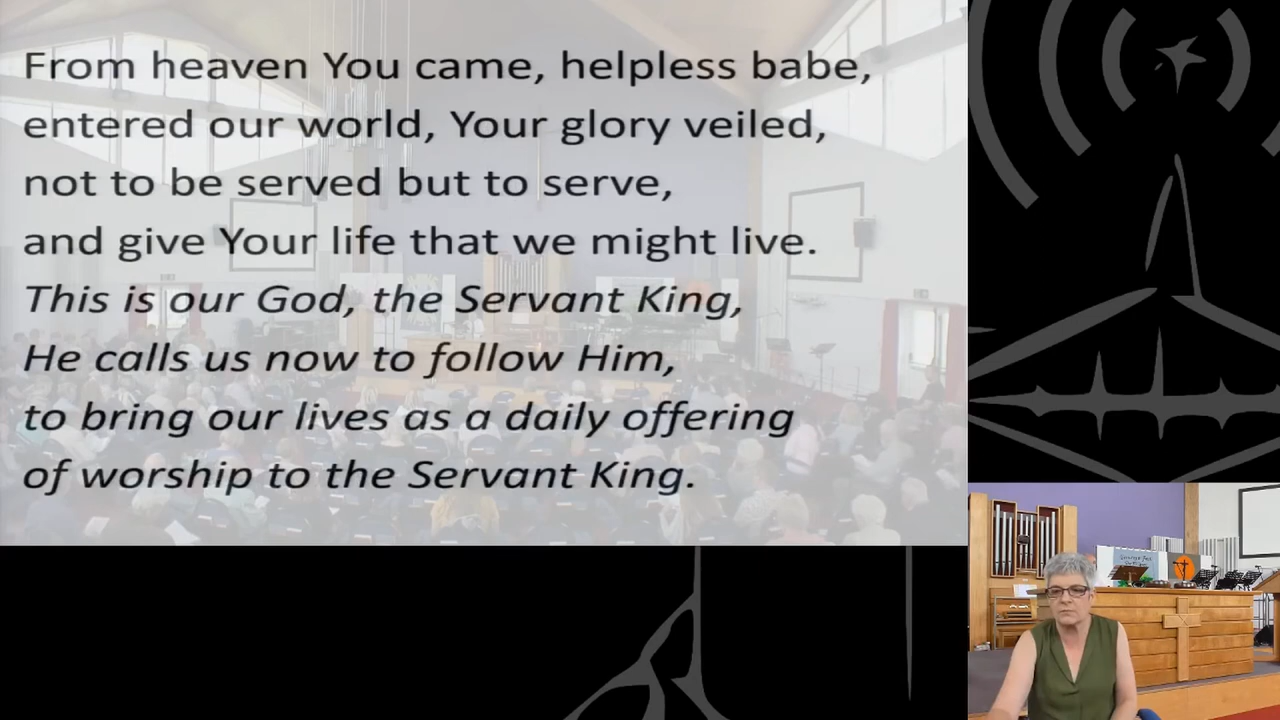 From heaven You came, helpless babe,
entered our world, Your glory veiled,
not to be served but to serve,
and give Your life that we might live.
This is our God, the Servant King,
He calls us now to follow Him,
to bring our lives as a daily offering
of worship to the Servant King.